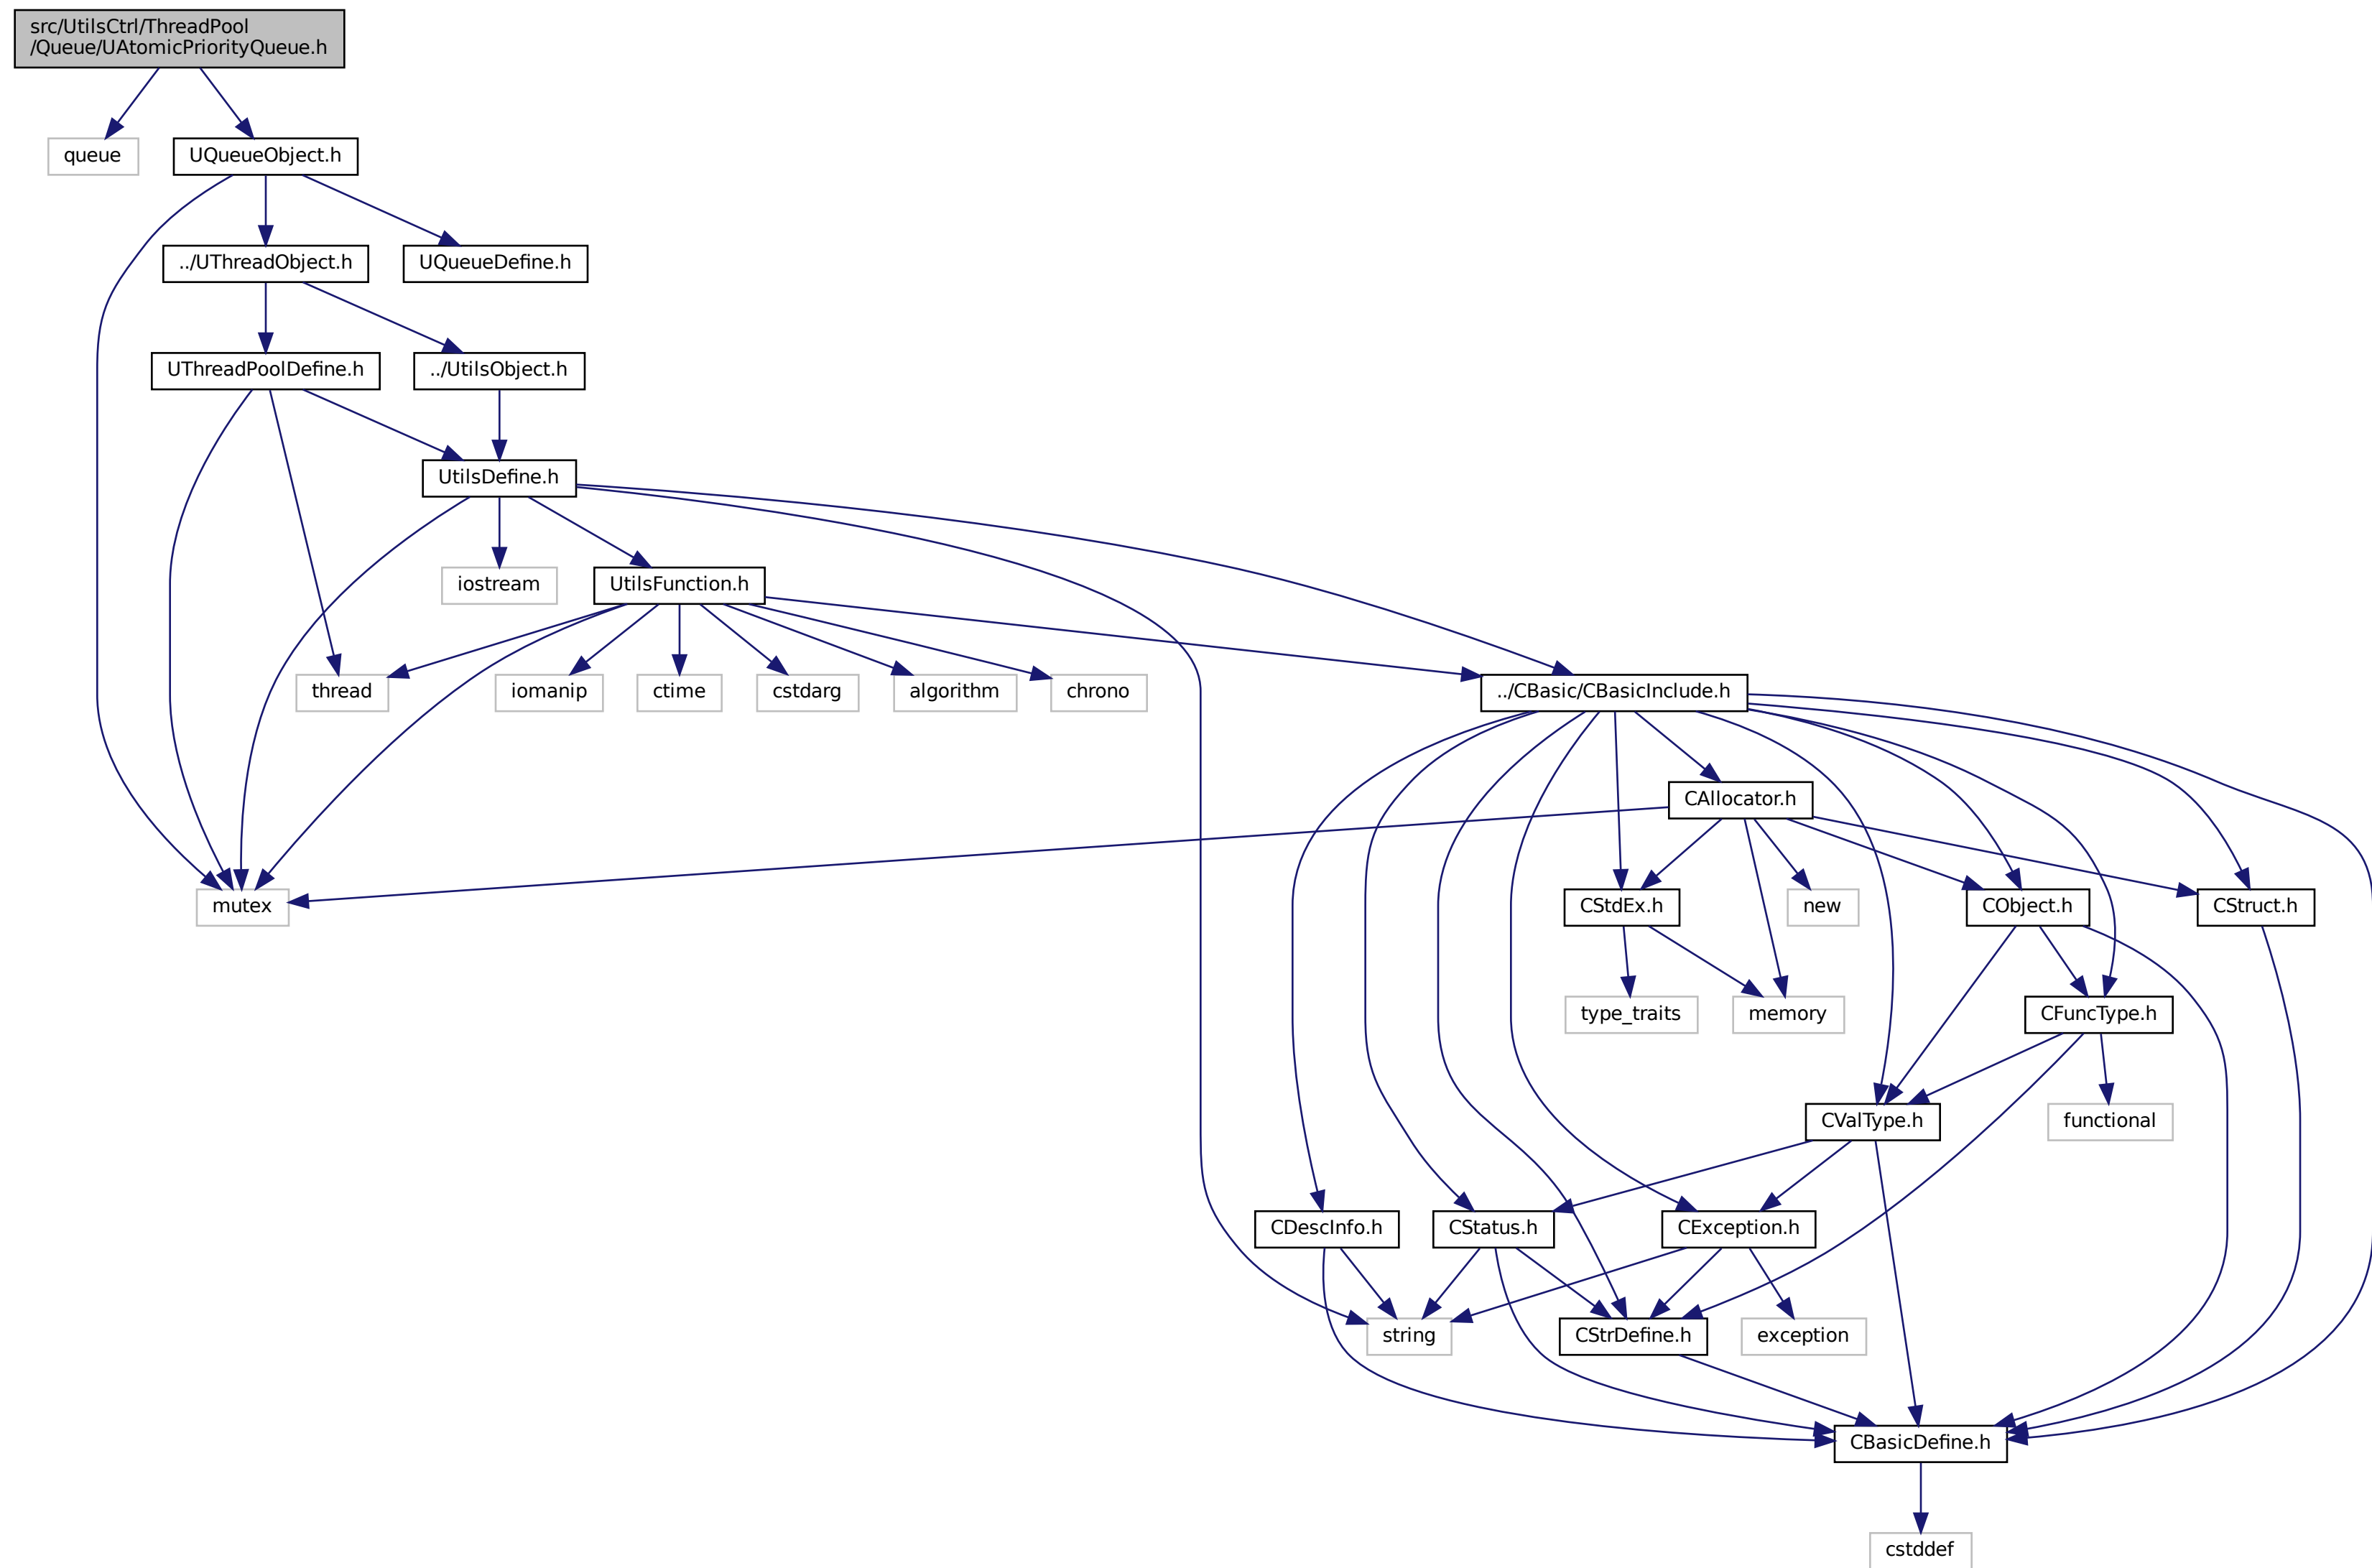 src/UtilsCtrl/ThreadPool
/Queue/UAtomicPriorityQueue.h
queue
UQueueObject.h
../UThreadObject.h
UQueueDefine.h
UThreadPoolDefine.h
../UtilsObject.h
UtilsDefine.h
iostream
UtilsFunction.h
thread
iomanip
ctime
cstdarg
algorithm
chrono
../CBasic/CBasicInclude.h
CAllocator.h
mutex
CStdEx.h
new
CObject.h
CStruct.h
type_traits
memory
CFuncType.h
CValType.h
functional
CDescInfo.h
CStatus.h
CException.h
string
CStrDefine.h
exception
CBasicDefine.h
cstddef